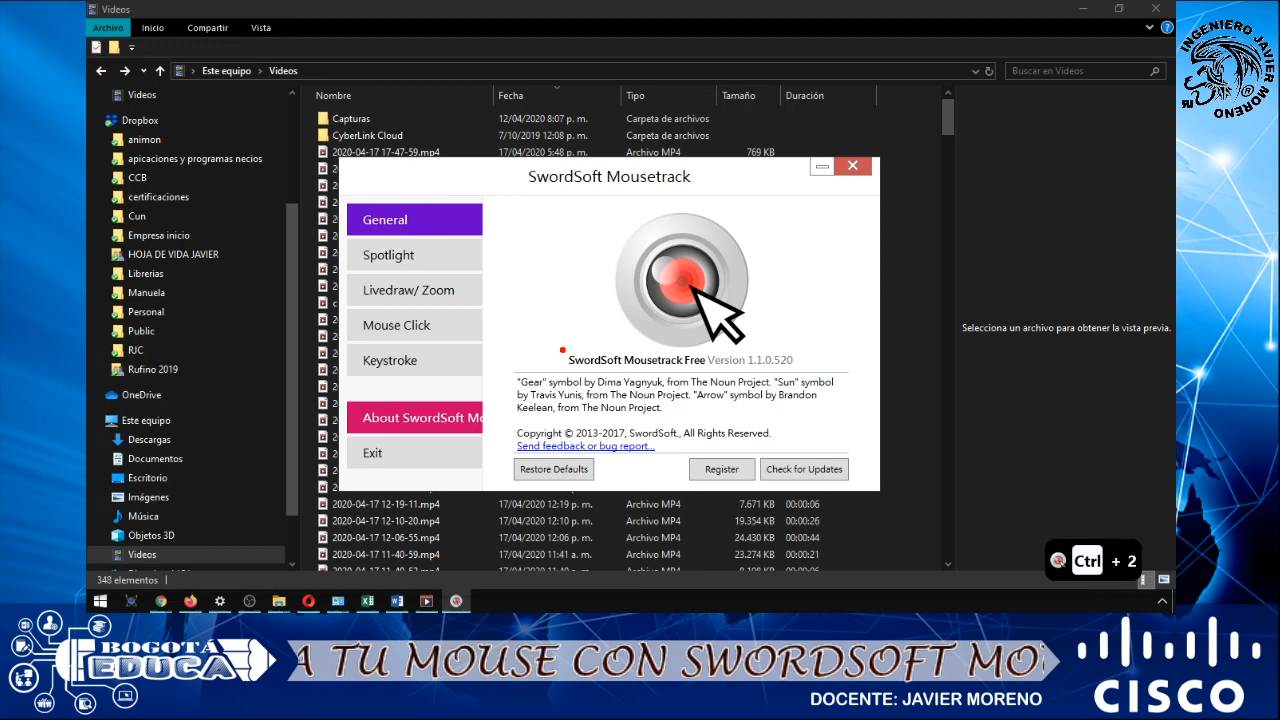 Videos
Archivo Inicio Compartir Vista
Este equipo > Videos
Buscar en Videos
Videos
Dropbox
animon
apicaciones y programas necios
CCB
certificaciones
Cun
Empresa inicio
HOJA DE VIDA JAVIER
Librerias
Manuela
Personal
Public
RJC
Rufino 2019
OneDrive
Este equipo
Descargas
Documentos
Escritorio
Imágenes
Música
Objetos 3D
Videos
Nombre Fecha Tipo Tamaño Duración
Capturas 12/04/2020 8:07 p. m. Carpeta de archivos
CyberLink Cloud 7/10/2019 12:08 p. m. Carpeta de archivos
2020-04-17 17-47-59.mp4 17/04/2020 5:48 p. m. Archivo MP4 769 KB
SwordSoft Mousetrack
General
Spotlight
Livedraw/ Zoom
Mouse Click
Keystroke
About SwordSoft Mo
Exit
SwordSoft Mousetrack Free Version 1.1.0.520
"Gear" symbol by Dima Yagnyuk, from The Noun Project. "Sun" symbol
by Travis Yunis, from The Noun Project. "Arrow" symbol by Brandon
Keelean, from The Noun Project.
Copyright © 2013-2017, SwordSoft., All Rights Reserved.
Send feedback or bug report...
Restore Defaults Register Check for Updates
2020-04-17 12-19-11.mp4 17/04/2020 12:19 p. m. Archivo MP4 7.671 KB 00:00:06
2020-04-17 12-10-20.mp4 17/04/2020 12:10 p. m. Archivo MP4 19.354 KB 00:00:26
2020-04-17 12-06-55.mp4 17/04/2020 12:06 p. m. Archivo MP4 24.430 KB 00:00:44
2020-04-17 11-40-59.mp4 17/04/2020 11:41 a. m. Archivo MP4 23.274 KB 00:00:21
Selecciona un archivo para obtener la vista previa.
Ctrl + 2
348 elementos
INGENIERO JAVIER MORENO
BOGOTA
EDUCA
A TU MOUSE CON SWORDSOFT MO
DOCENTE: JAVIER MORENO
CISCO